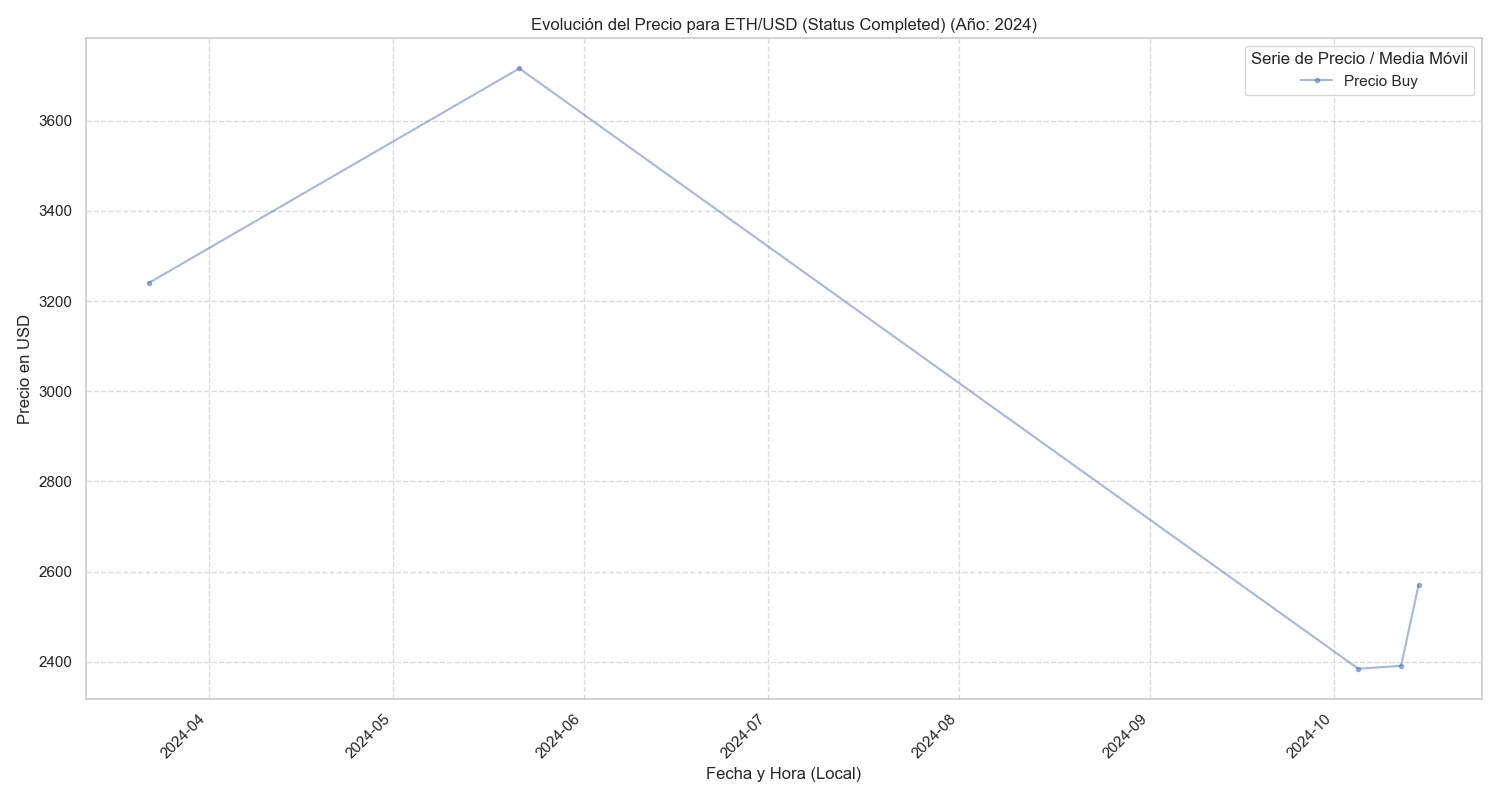 Evolución del Precio para ETH/USD (Status Completed) (Año: 2024)
Serie de Precio / Media Móvil
Precio Buy
Precio en USD
3600
3400
3200
3000
2800
2600
2400
2024-04
2024-05
2024-06
2024-07
2024-08
2024-09
2024-10
Fecha y Hora (Local)